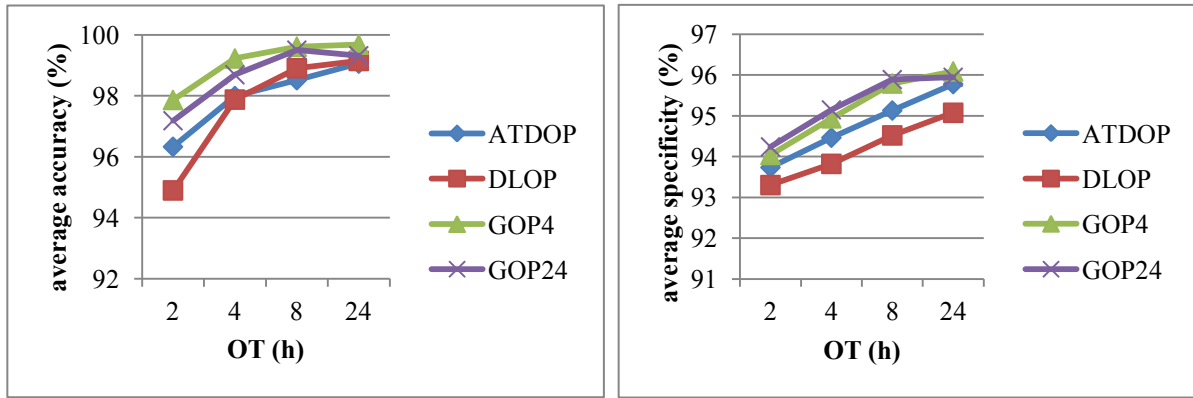 average accuracy (%)
100
98
96
94
92
2 4 8 24
OT (h)
ATDOP
DLOP
GOP4
GOP24
average specificity (%)
97
96
95
94
93
92
91
2 4 8 24
OT (h)
ATDOP
DLOP
GOP4
GOP24